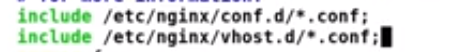 include /etc/nginx/conf.d/*.conf;
include /etc/nginx/vhost.d/*.conf;